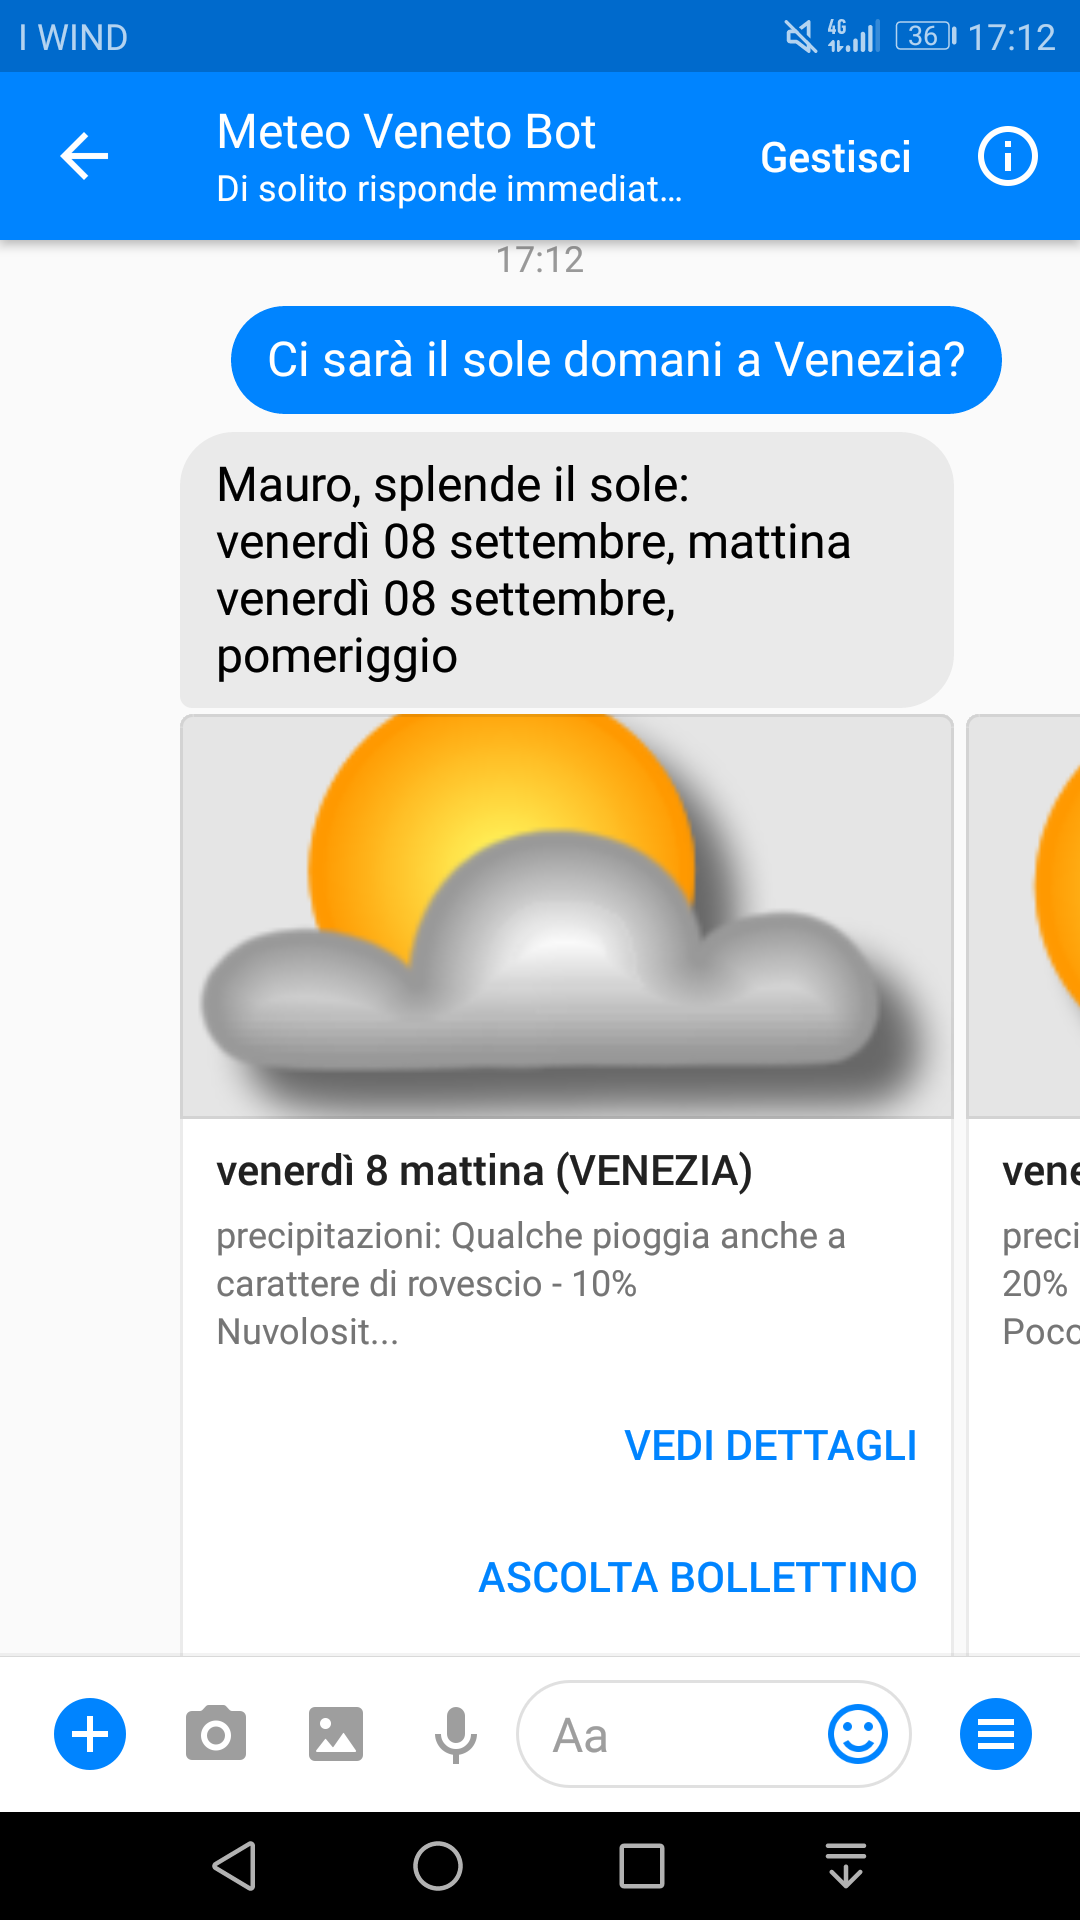 I WIND
4G
36
17:12
Meteo Veneto Bot
Di solito risponde immediat...
Gestisci
17:12
Ci sarà il sole domani a Venezia?
Mauro, splende il sole:
venerdì 08 settembre, mattina
venerdì 08 settembre,
pomeriggio
venerdì 8 mattina (VENEZIA)
precipitazioni: Qualche pioggia anche a
carattere di rovescio - 10%
Nuvolosit...
VEDI DETTAGLI
ASCOLTA BOLLETTINO
vene
preci
20%
Poco
Aa